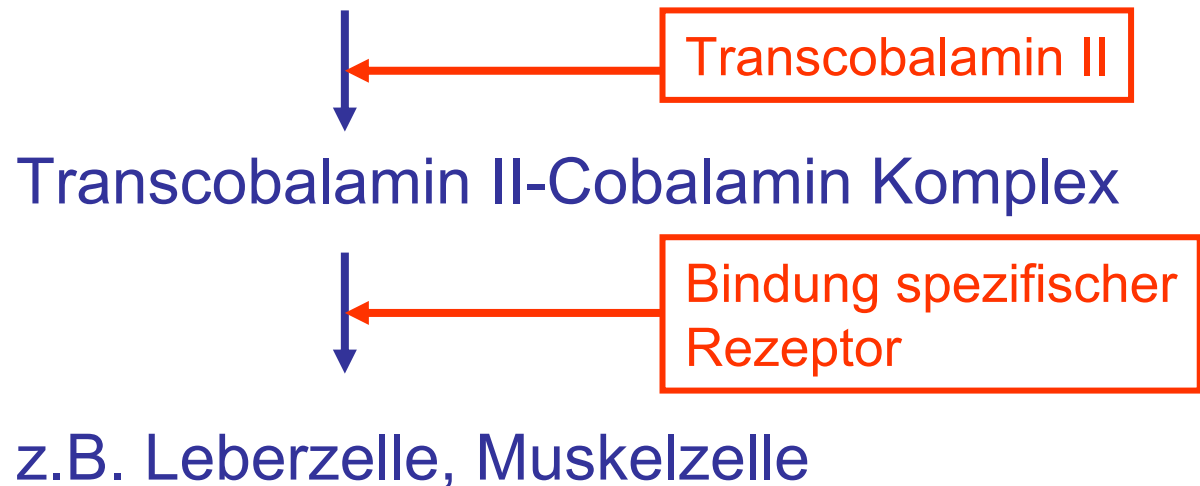 Transcobalamin II
Transcobalamin II-Cobalamin Komplex
Bindung spezifischer
Rezeptor
z.B. Leberzelle, Muskelzelle